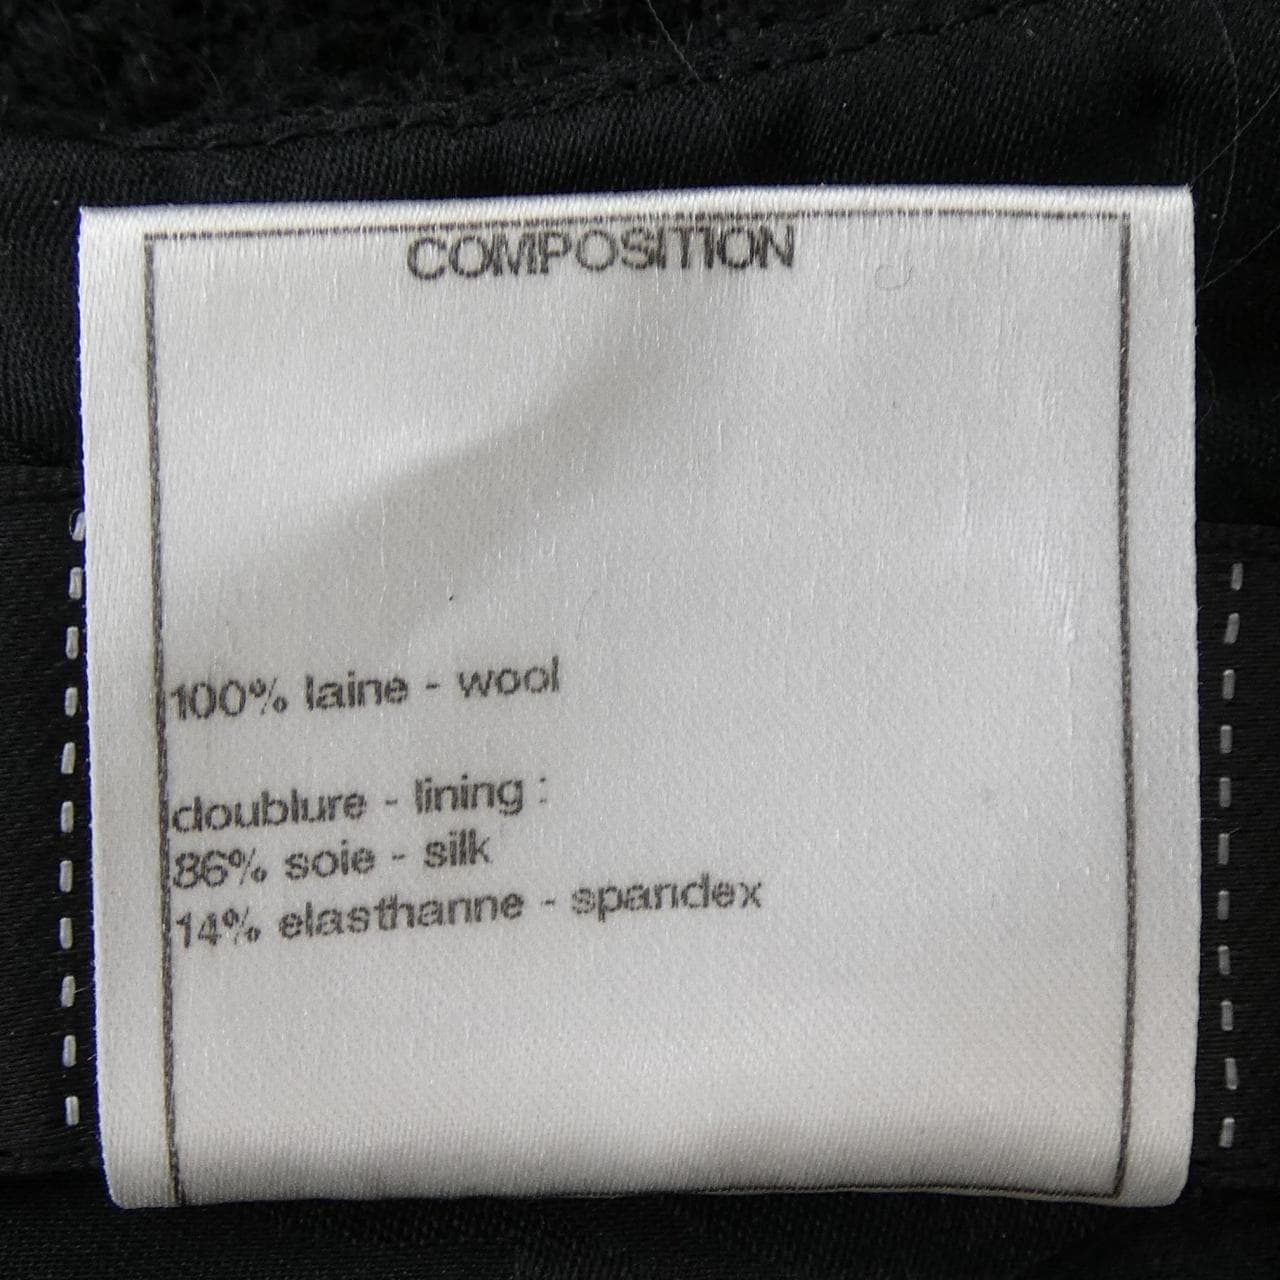 COMPOSITION
100% laine - wool
doublure - lining :
86% soie - silk
14% elasthanne - spandex